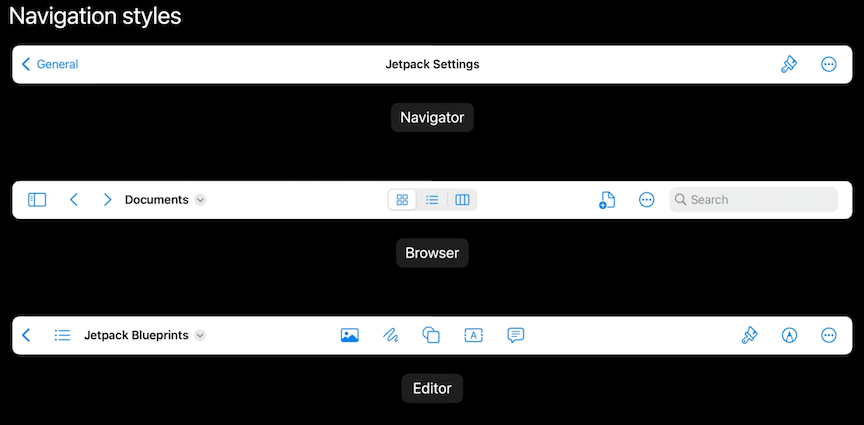 Navigation styles
General
Jetpack Settings
Navigator
Documents
Search
Browser
Jetpack Blueprints
A
Editor